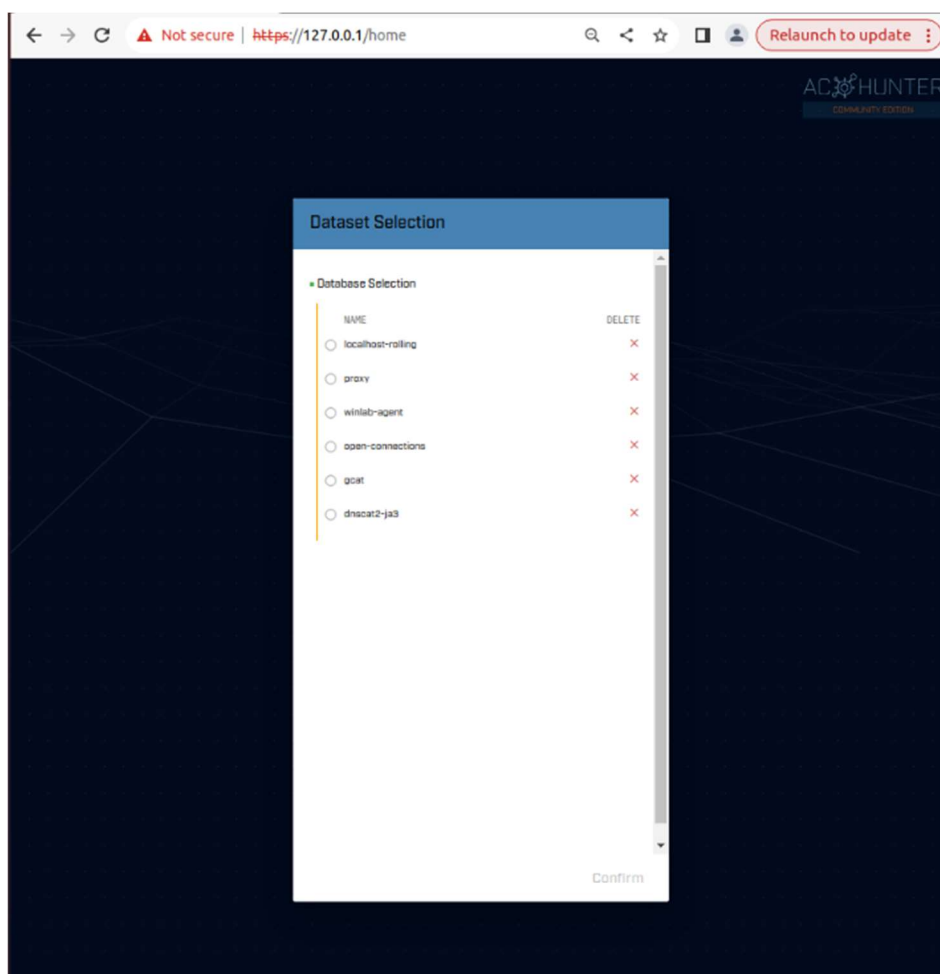 Not secure | https://127.0.0.1/home Relaunch to update
AC HUNTER
COMMUNITY EDITION
Dataset Selection
Database Selection
NAME DELETE
localhost-rolling
proxy
winlab-agent
open-connections
gcat
dnscat2-ja3
Confirm